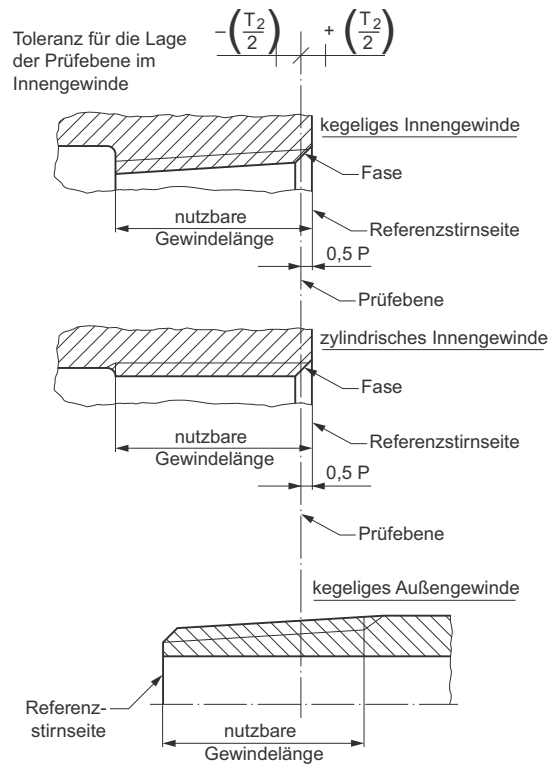 Toleranz für die Lage
der Prüfebene im
Innengewinde
−(T₂/2) + (T₂/2)
kegeliges Innengewinde
Fase
nutzbare
Gewindelänge
Referenzstirnseite
0,5 P
Prüfebene
zylindrisches Innengewinde
Fase
nutzbare
Gewindelänge
Referenzstirnseite
0,5 P
Prüfebene
kegeliges Außengewinde
Referenz-
stirnseite
nutzbare
Gewindelänge